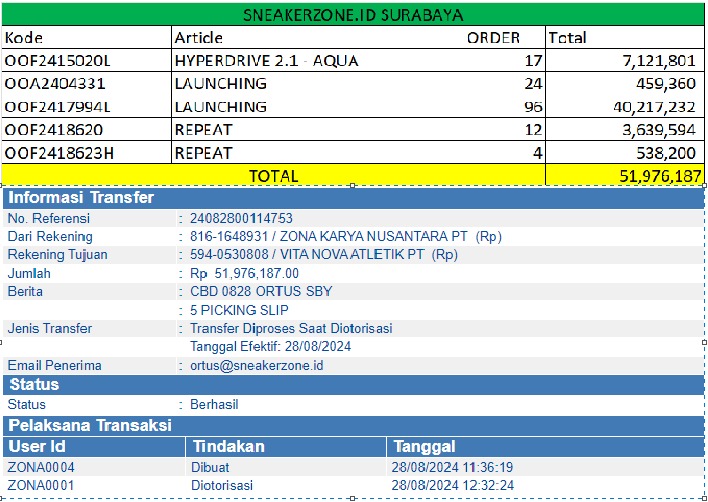 SNEAKERZONE.ID SURABAYA
Kode Article ORDER Total
OOF2415020L HYPERDRIVE 2.1 - AQUA 17 7,121,801
OOA2404331 LAUNCHING 24 459,360
OOF2417994L LAUNCHING 96 40,217,232
OOF2418620 REPEAT 12 3,639,594
OOF2418623H REPEAT 4 538,200
TOTAL 51,976,187
Informasi Transfer
No. Referensi : 24082800114753
Dari Rekening : 816-1648931 / ZONA KARYA NUSANTARA PT (Rp)
Rekening Tujuan : 594-0530808 / VITA NOVA ATLETIK PT (Rp)
Jumlah : Rp 51,976,187.00
Berita : CBD 0828 ORTUS SBY
: 5 PICKING SLIP
Jenis Transfer : Transfer Diproses Saat Diotorisasi
Tanggal Efektif: 28/08/2024
Email Penerima : ortus@sneakerzone.id
Status
Status : Berhasil
Pelaksana Transaksi
User Id Tindakan Tanggal
ZONA0004 Dibuat 28/08/2024 11:36:19
ZONA0001 Diotorisasi 28/08/2024 12:32:24